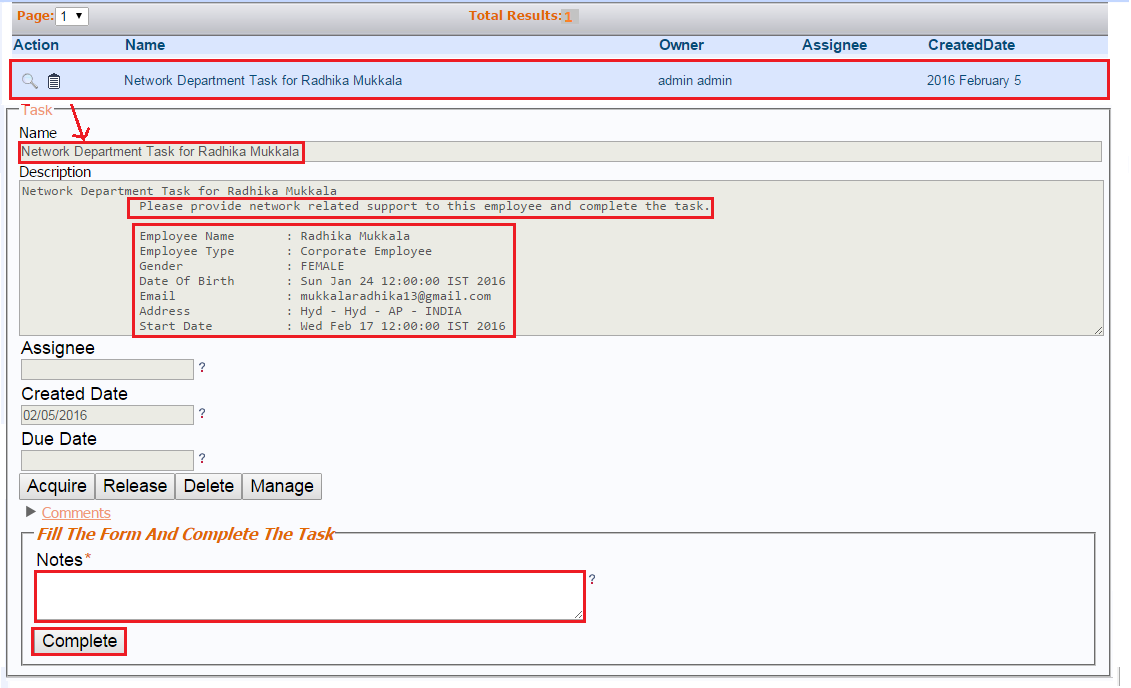 Page: 1 Total Results: 1
Action Name Owner Assignee CreatedDate
Network Department Task for Radhika Mukkala admin admin 2016 February 5
Task
Name
Network Department Task for Radhika Mukkala
Description
Network Department Task for Radhika Mukkala
Please provide network related support to this employee and complete the task.
Employee Name : Radhika Mukkala
Employee Type : Corporate Employee
Gender : FEMALE
Date Of Birth : Sun Jan 24 12:00:00 IST 2016
Email : mukkalaradhika13@gmail.com
Address : Hyd - Hyd - AP - INDIA
Start Date : Wed Feb 17 12:00:00 IST 2016
Assignee
?
Created Date
02/05/2016 ?
Due Date
?
Acquire Release Delete Manage
Comments
Fill The Form And Complete The Task
Notes*
?
Complete